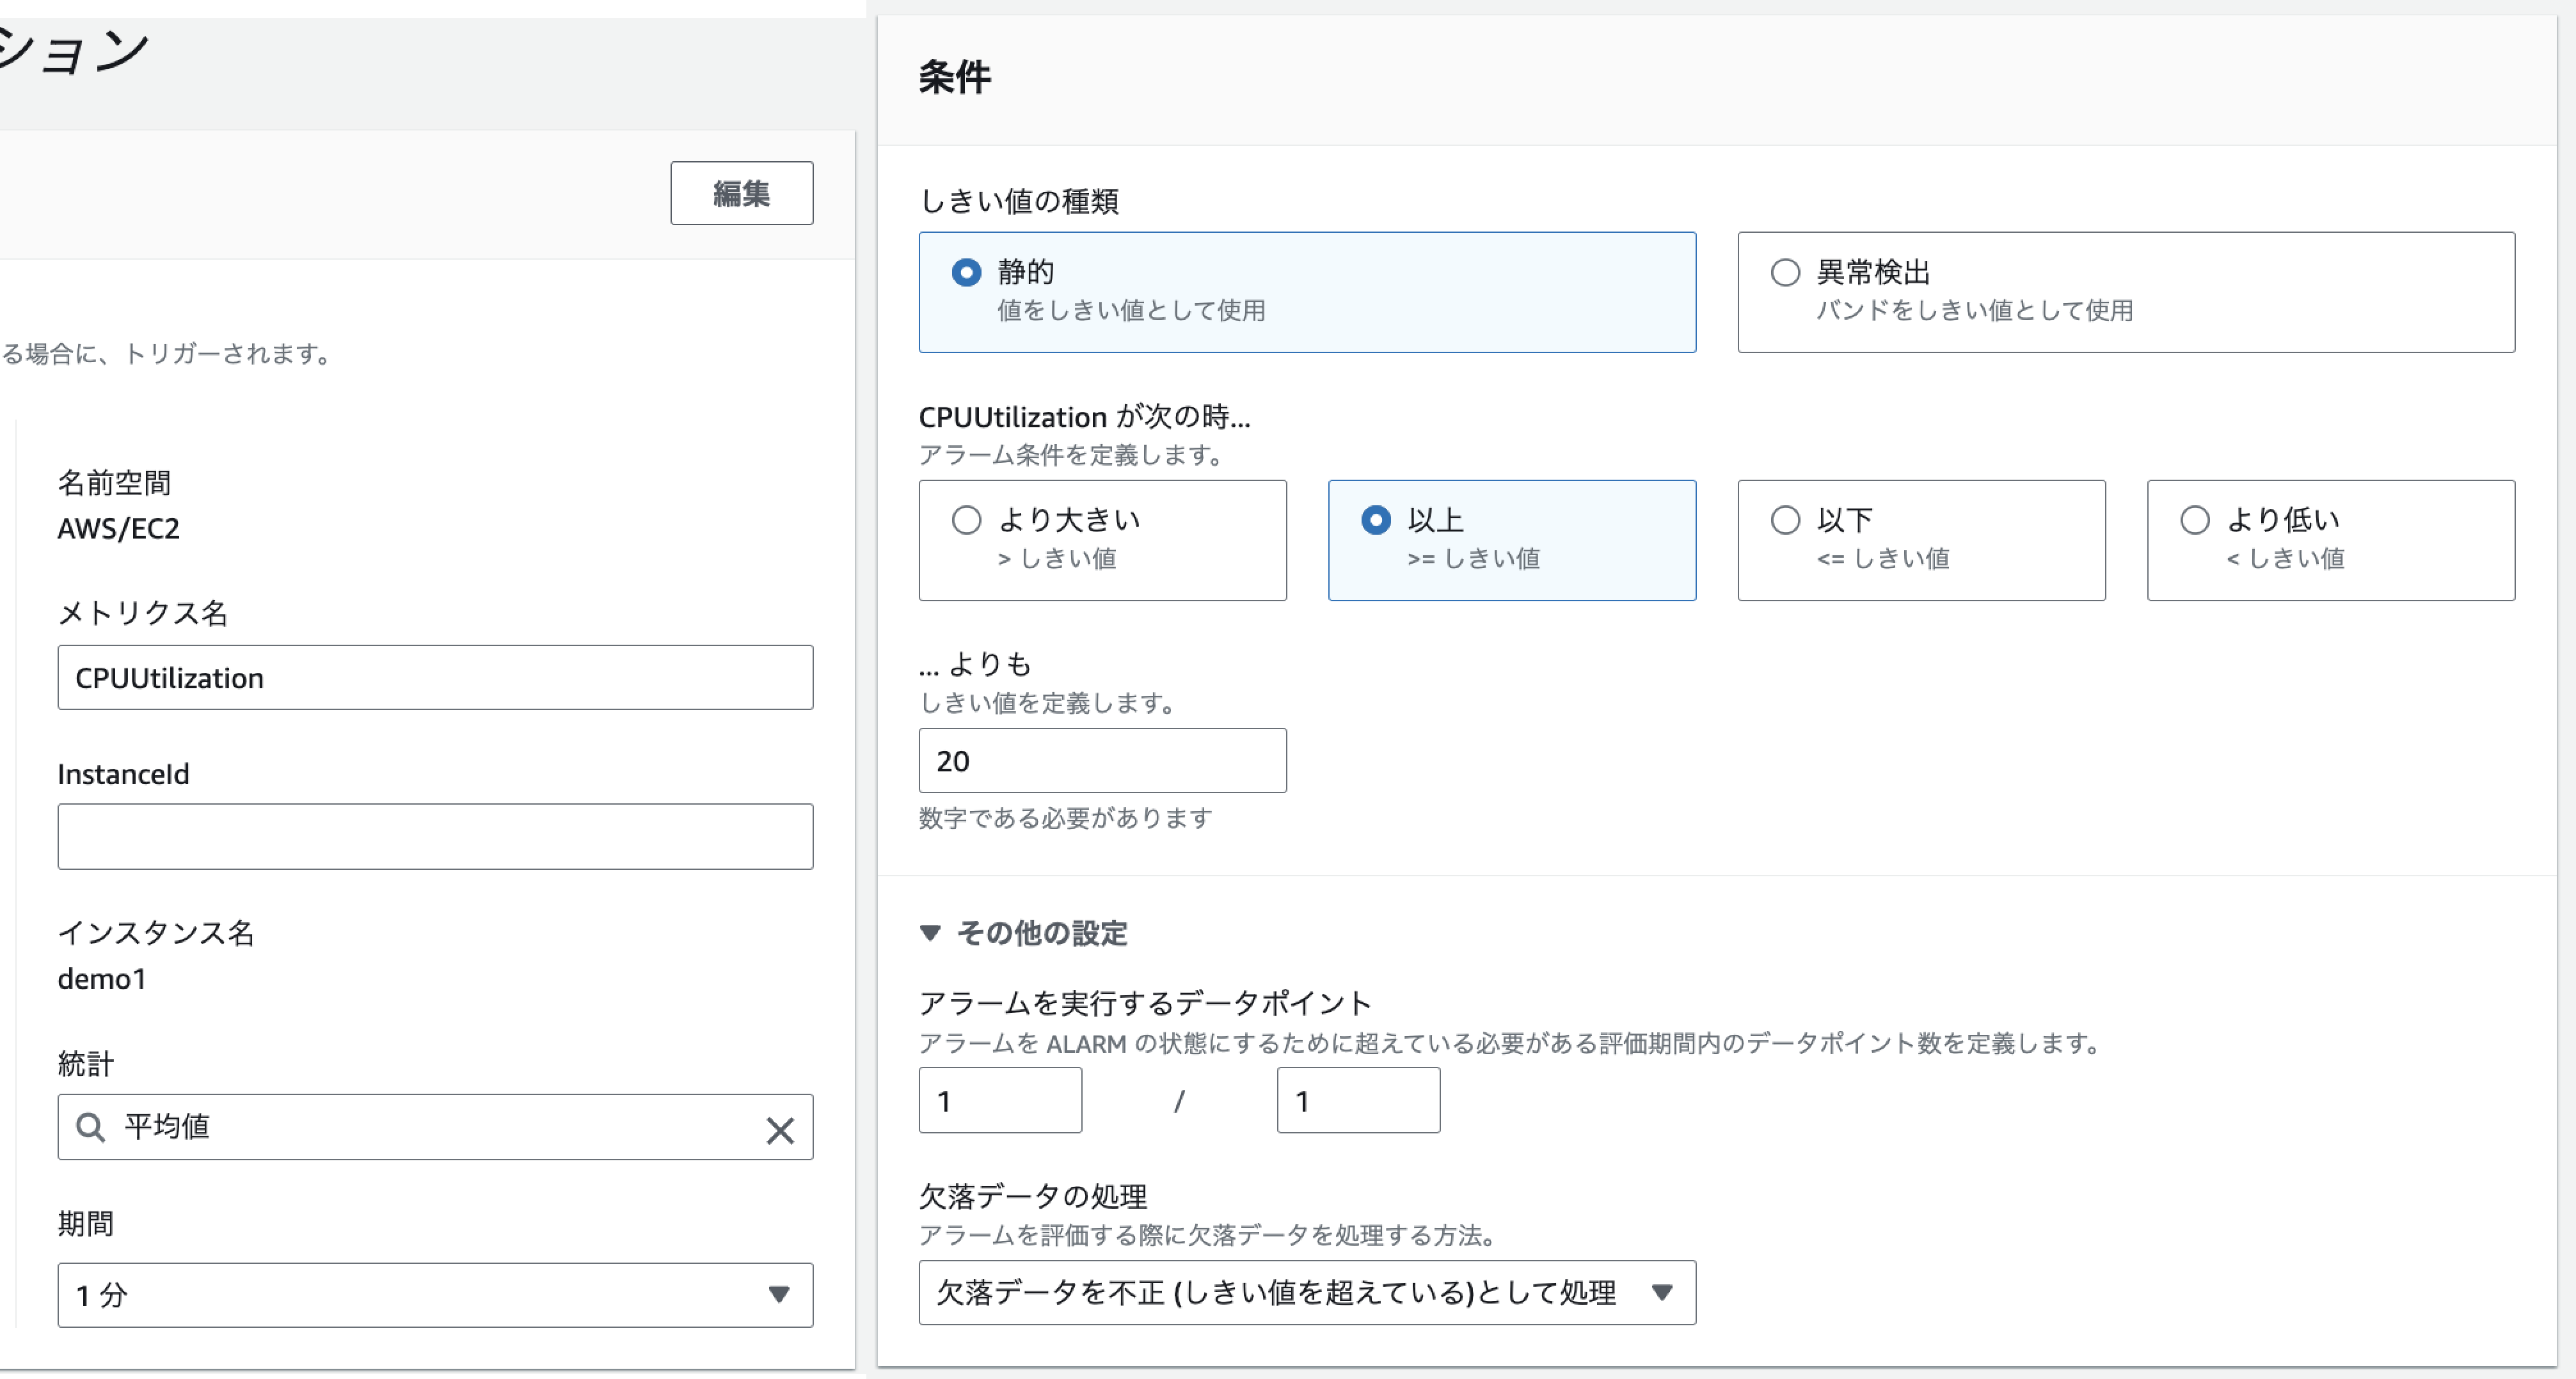 ション
編集
る場合に、トリガーされます。
名前空間
AWS/EC2
メトリクス名
CPUUtilization
InstanceId
インスタンス名
demo1
統計
平均値
期間
1 分
条件
しきい値の種類
静的
値をしきい値として使用
異常検出
バンドをしきい値として使用
CPUUtilization が次の時...
アラーム条件を定義します。
より大きい
> しきい値
以上
>= しきい値
以下
<= しきい値
より低い
< しきい値
... よりも
しきい値を定義します。
20
数字である必要があります
▼ その他の設定
アラームを実行するデータポイント
アラームを ALARM の状態にするために超えている必要がある評価期間内のデータポイント数を定義します。
1 / 1
欠落データの処理
アラームを評価する際に欠落データを処理する方法。
欠落データを不正 (しきい値を超えている)として処理